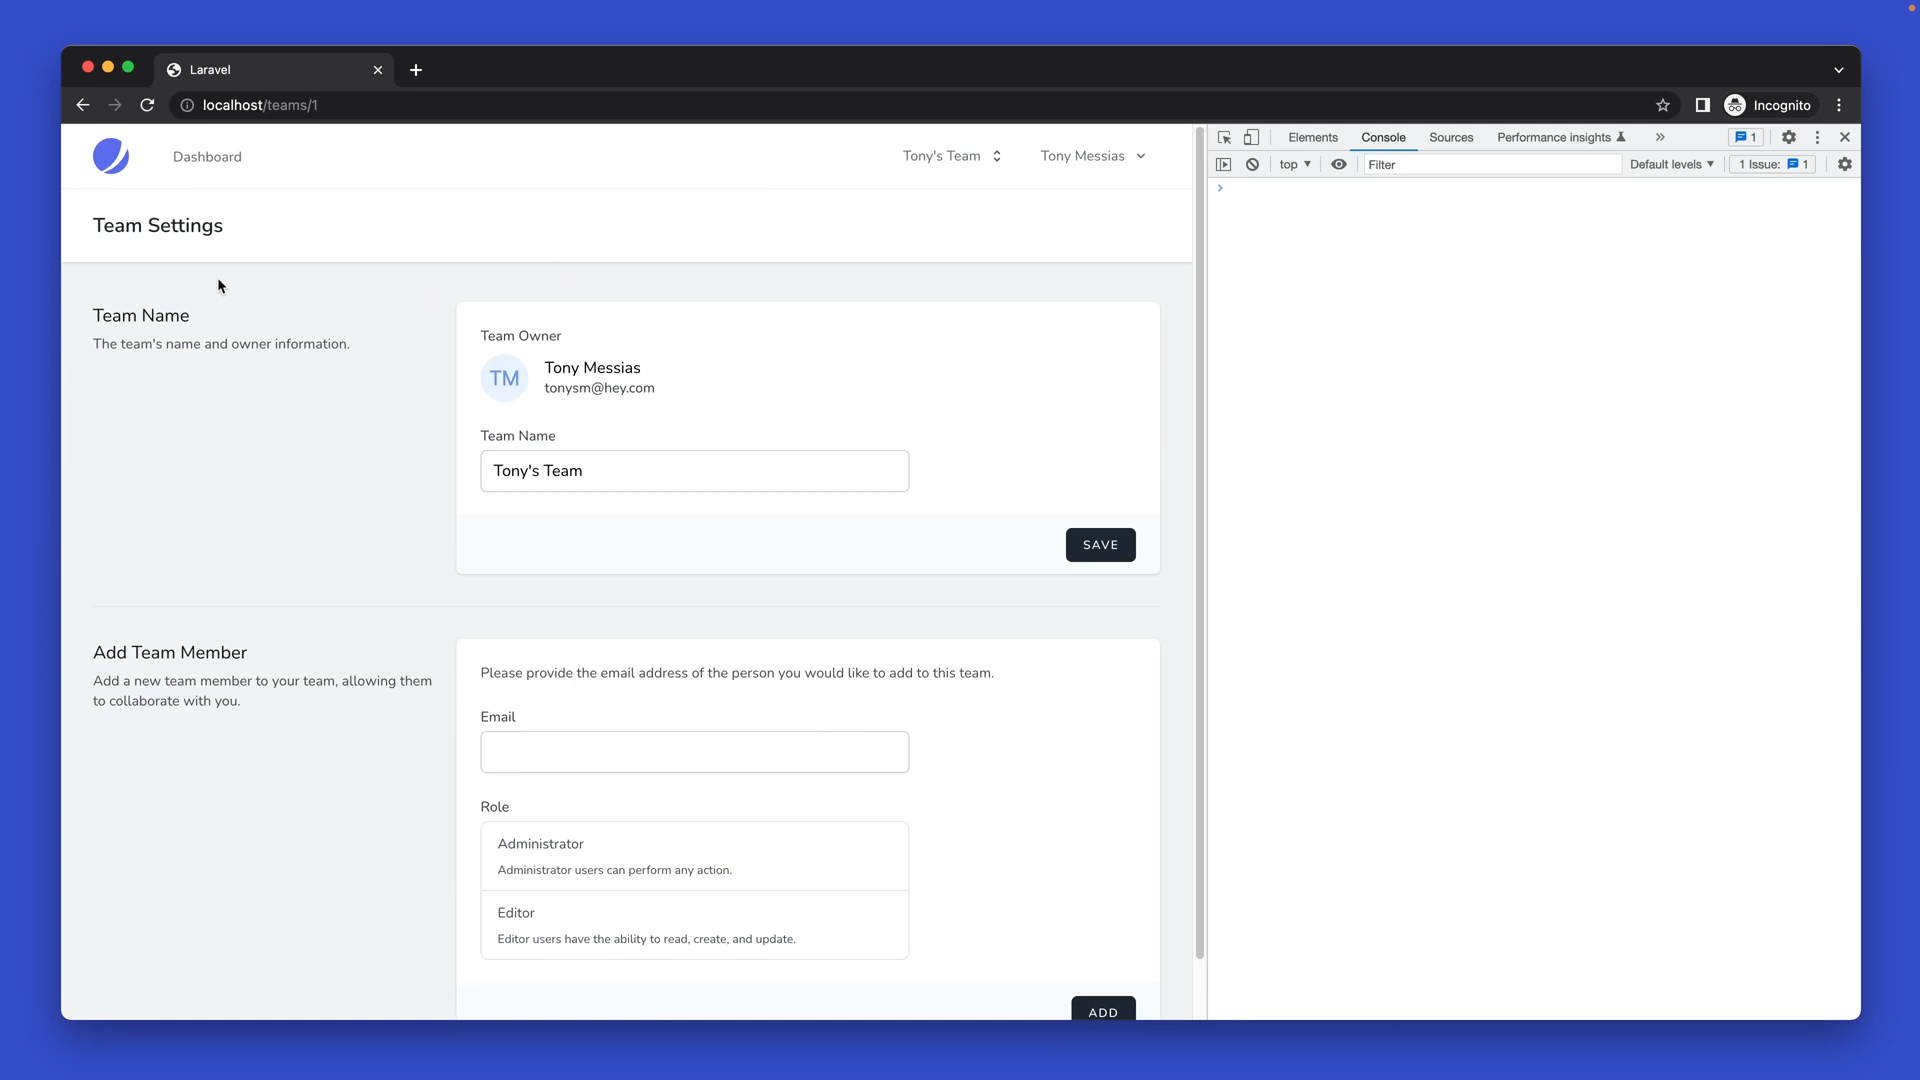 Laravel
localhost/teams/1
Incognito
Dashboard
Tony's Team
Tony Messias
Elements
Console
Sources
Performance insights
1
top
Filter
Default levels
1 Issue:
1
Team Settings
Team Name
The team's name and owner information.
Team Owner
TM
Tony Messias
tonysm@hey.com
Team Name
Tony's Team
SAVE
Add Team Member
Add a new team member to your team, allowing them
to collaborate with you.
Please provide the email address of the person you would like to add to this team.
Email
Role
Administrator
Administrator users can perform any action.
Editor
Editor users have the ability to read, create, and update.
ADD